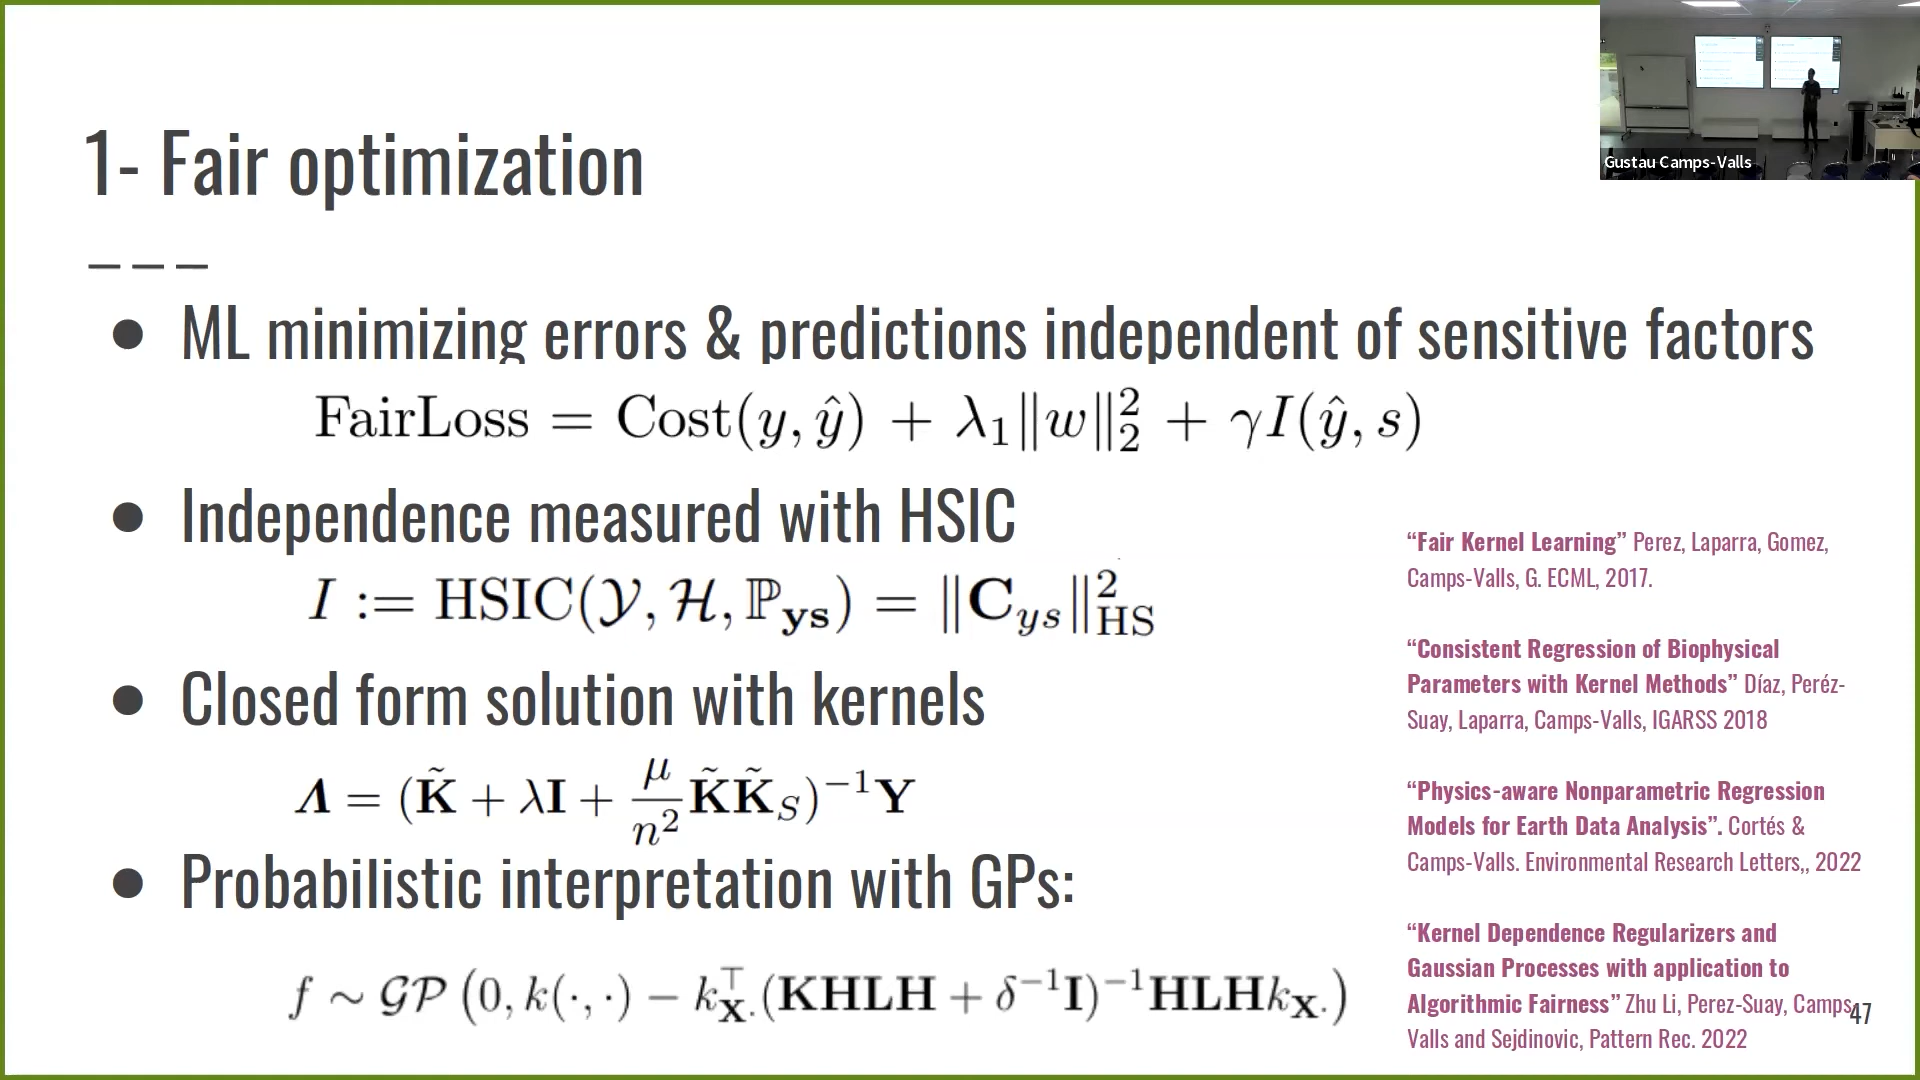 1- Fair optimization
● ML minimizing errors & predictions independent of sensitive factors
FairLoss = Cost(y, ŷ) + λ₁‖w‖₂² + γI(ŷ, s)
● Independence measured with HSIC
I := HSIC(𝒴, ℋ, ℙ_ys) = ‖C_ys‖²_HS
● Closed form solution with kernels
Λ = (K̃ + λI + μ/n² K̃K̃_S)⁻¹Y
● Probabilistic interpretation with GPs:
f ∼ 𝒢𝒫 (0, k(·, ·) − k_X.^⊤(KHLH + δ⁻¹I)⁻¹HLHk_X.)
“Fair Kernel Learning” Perez, Laparra, Gomez,
Camps-Valls, G. ECML, 2017.
“Consistent Regression of Biophysical
Parameters with Kernel Methods” Díaz, Peréz-
Suay, Laparra, Camps-Valls, IGARSS 2018
“Physics-aware Nonparametric Regression
Models for Earth Data Analysis”. Cortés &
Camps-Valls. Environmental Research Letters,, 2022
“Kernel Dependence Regularizers and
Gaussian Processes with application to
Algorithmic Fairness” Zhu Li, Perez-Suay, Camps-
Valls and Sejdinovic, Pattern Rec. 2022
47
Gustau Camps-Valls